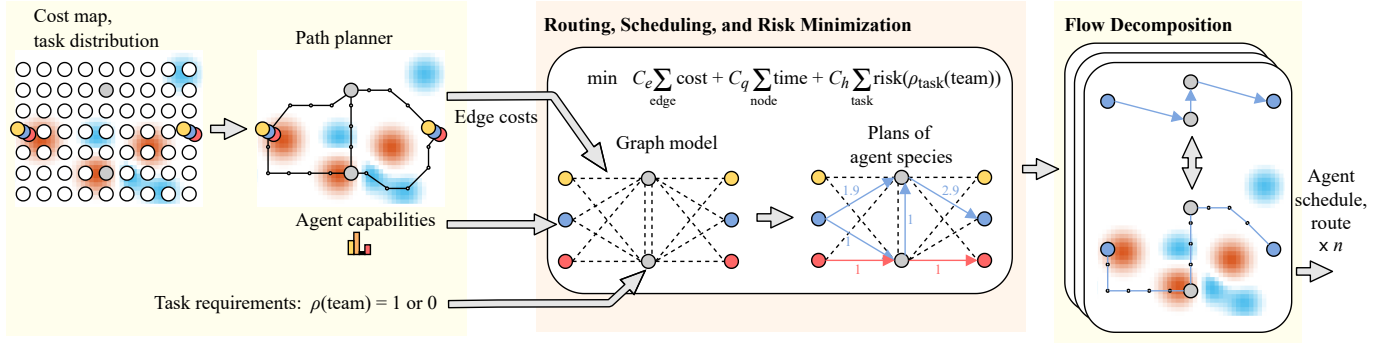 Cost map,
task distribution
Path planner
Edge costs
Agent capabilities
Task requirements: ρ(team) = 1 or 0
Routing, Scheduling, and Risk Minimization
min C_e ∑_edge cost + C_q ∑_node time + C_h ∑_task risk(ρ_task(team))
Graph model
Plans of
agent species
1.9
2.9
1
1
1
1
Flow Decomposition
Agent
schedule,
route
× n